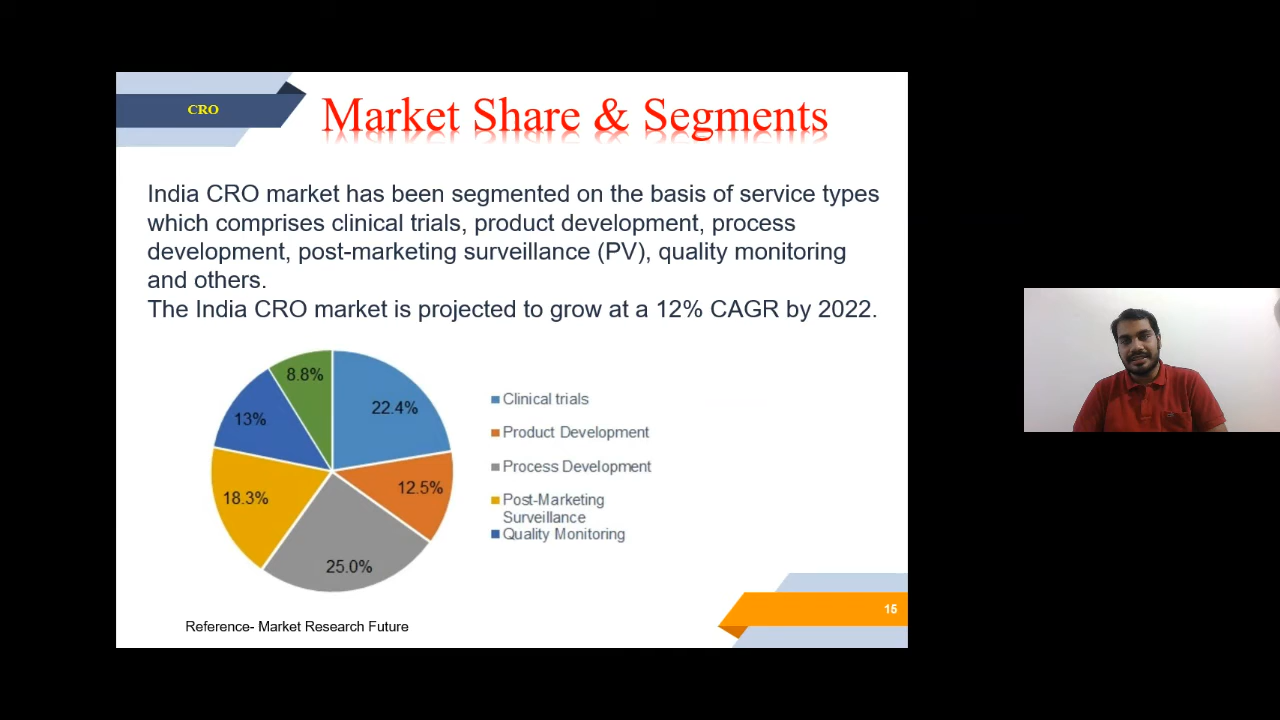 CRO
Market Share & Segments
India CRO market has been segmented on the basis of service types
which comprises clinical trials, product development, process
development, post-marketing surveillance (PV), quality monitoring
and others.
The India CRO market is projected to grow at a 12% CAGR by 2022.
8.8%
22.4%
13%
12.5%
18.3%
25.0%
Clinical trials
Product Development
Process Development
Post-Marketing
Surveillance
Quality Monitoring
Reference- Market Research Future
15